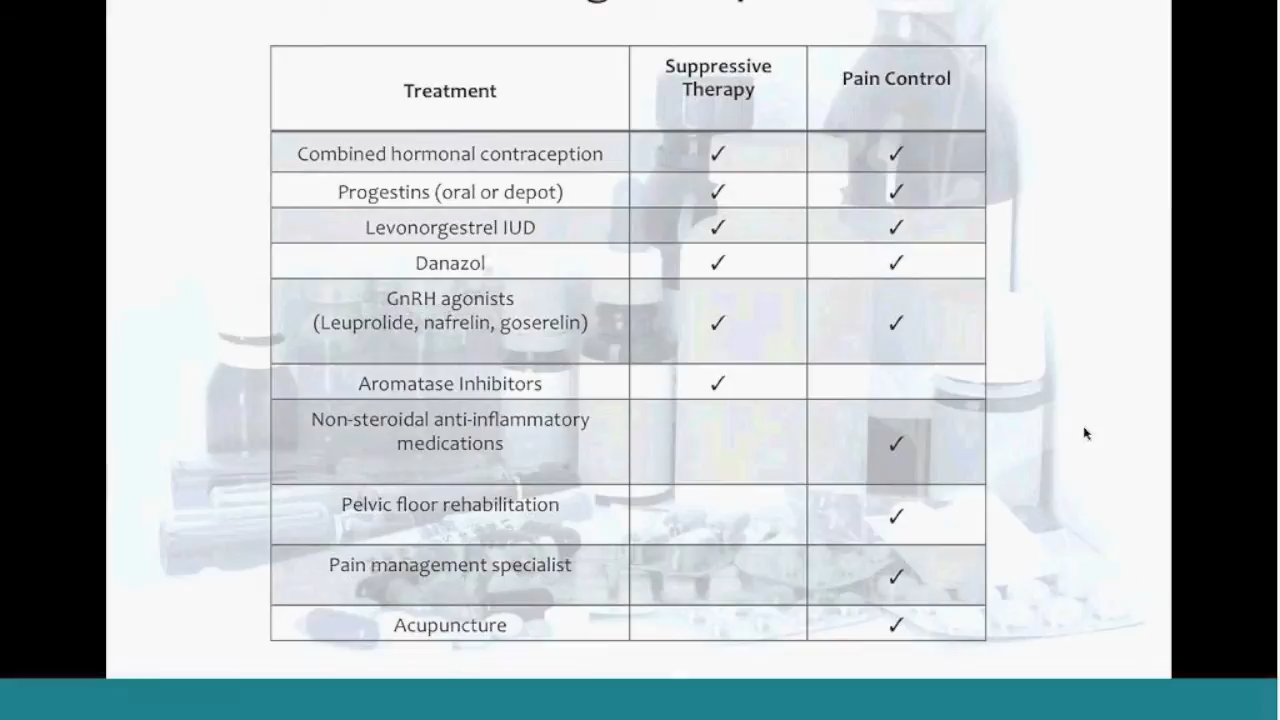 Treatment
Suppressive
Therapy
Pain Control
Combined hormonal contraception ✓ ✓
Progestins (oral or depot) ✓ ✓
Levonorgestrel IUD ✓ ✓
Danazol ✓ ✓
GnRH agonists
(Leuprolide, nafrelin, goserelin) ✓ ✓
Aromatase Inhibitors ✓
Non-steroidal anti-inflammatory
medications ✓
Pelvic floor rehabilitation ✓
Pain management specialist ✓
Acupuncture ✓